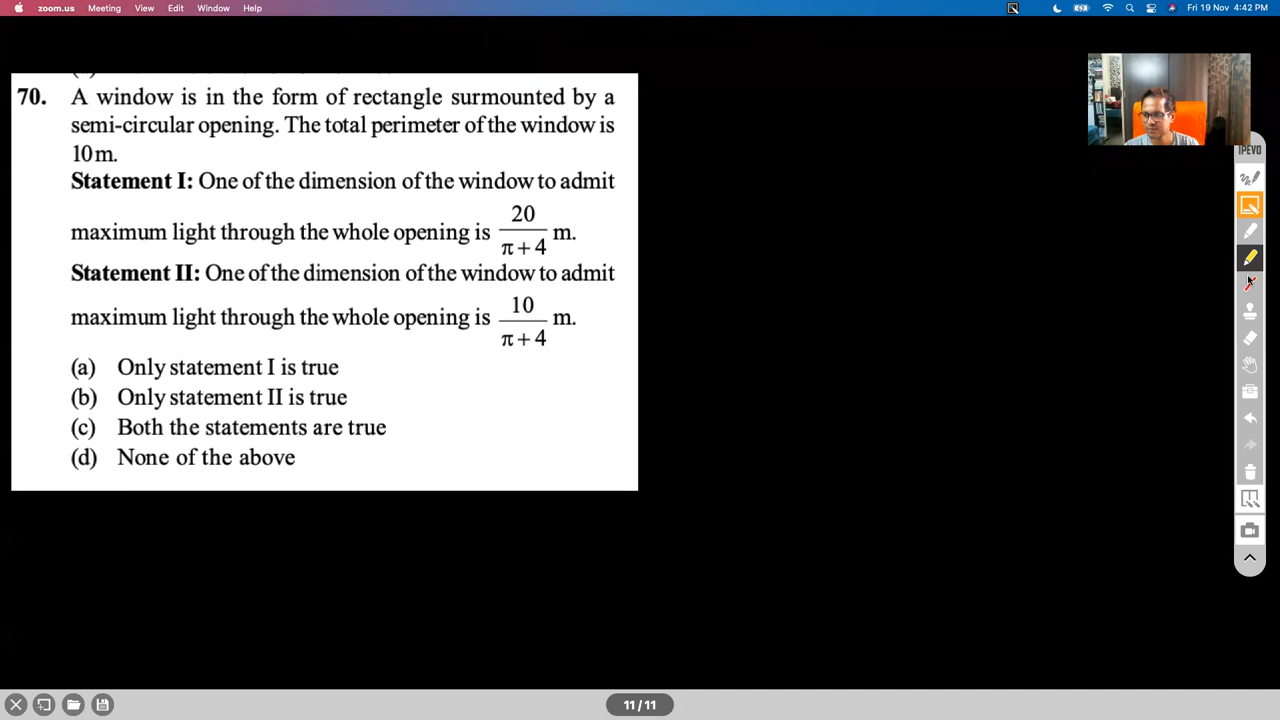 zoom.us Meeting View Edit Window Help Fri 19 Nov 4:42 PM
70. A window is in the form of rectangle surmounted by a
semi-circular opening. The total perimeter of the window is
10m.
Statement I: One of the dimension of the window to admit
maximum light through the whole opening is 20/(π+4) m.
Statement II: One of the dimension of the window to admit
maximum light through the whole opening is 10/(π+4) m.
(a) Only statement I is true
(b) Only statement II is true
(c) Both the statements are true
(d) None of the above
IPEVO
11/11